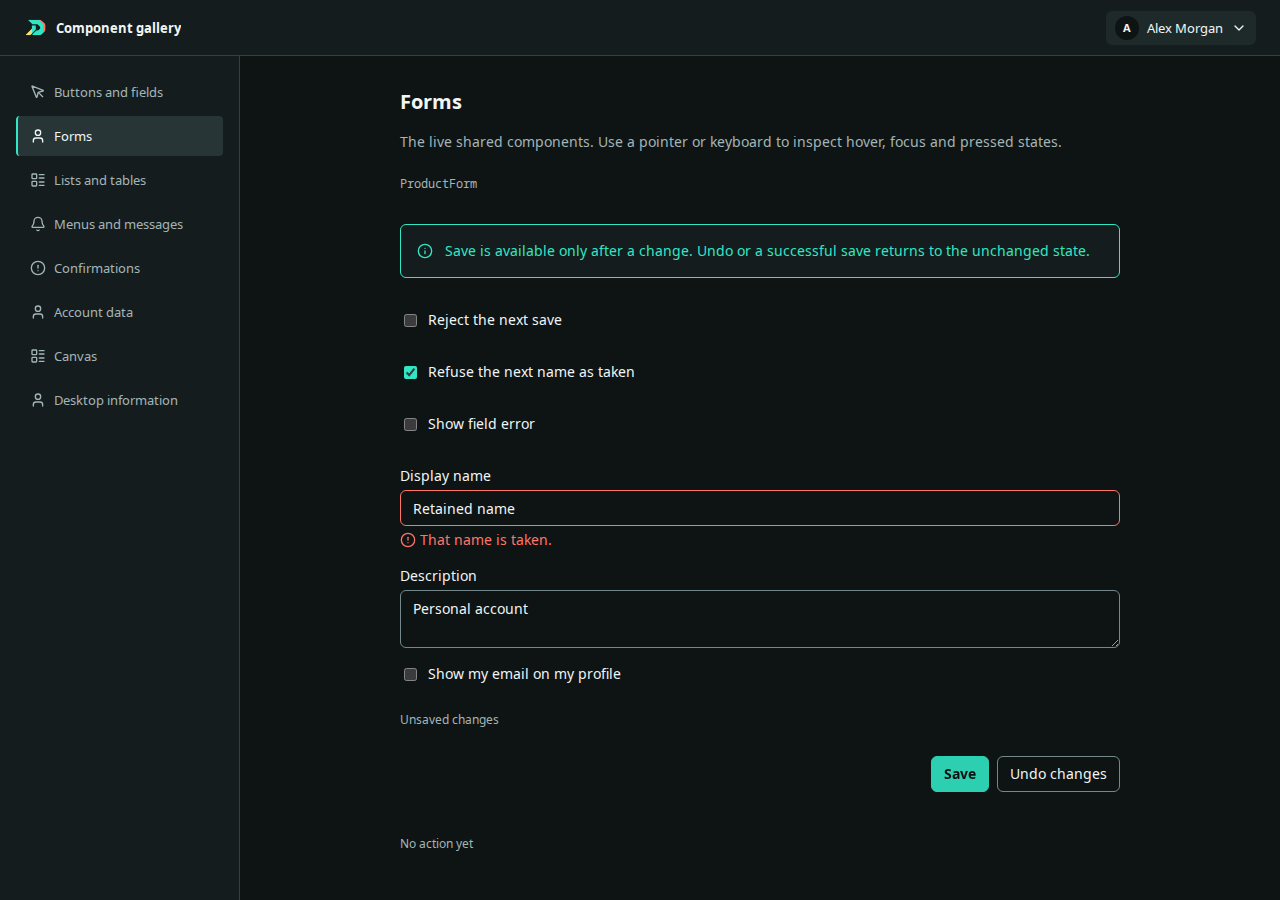 Component gallery
A
Alex Morgan
Buttons and fields
Forms
Lists and tables
Menus and messages
Confirmations
Account data
Canvas
Desktop information
Forms
The live shared components. Use a pointer or keyboard to inspect hover, focus and pressed states.
ProductForm
Save is available only after a change. Undo or a successful save returns to the unchanged state.
Reject the next save
Refuse the next name as taken
Show field error
Display name
Retained name
That name is taken.
Description
Personal account
Show my email on my profile
Unsaved changes
Save
Undo changes
No action yet